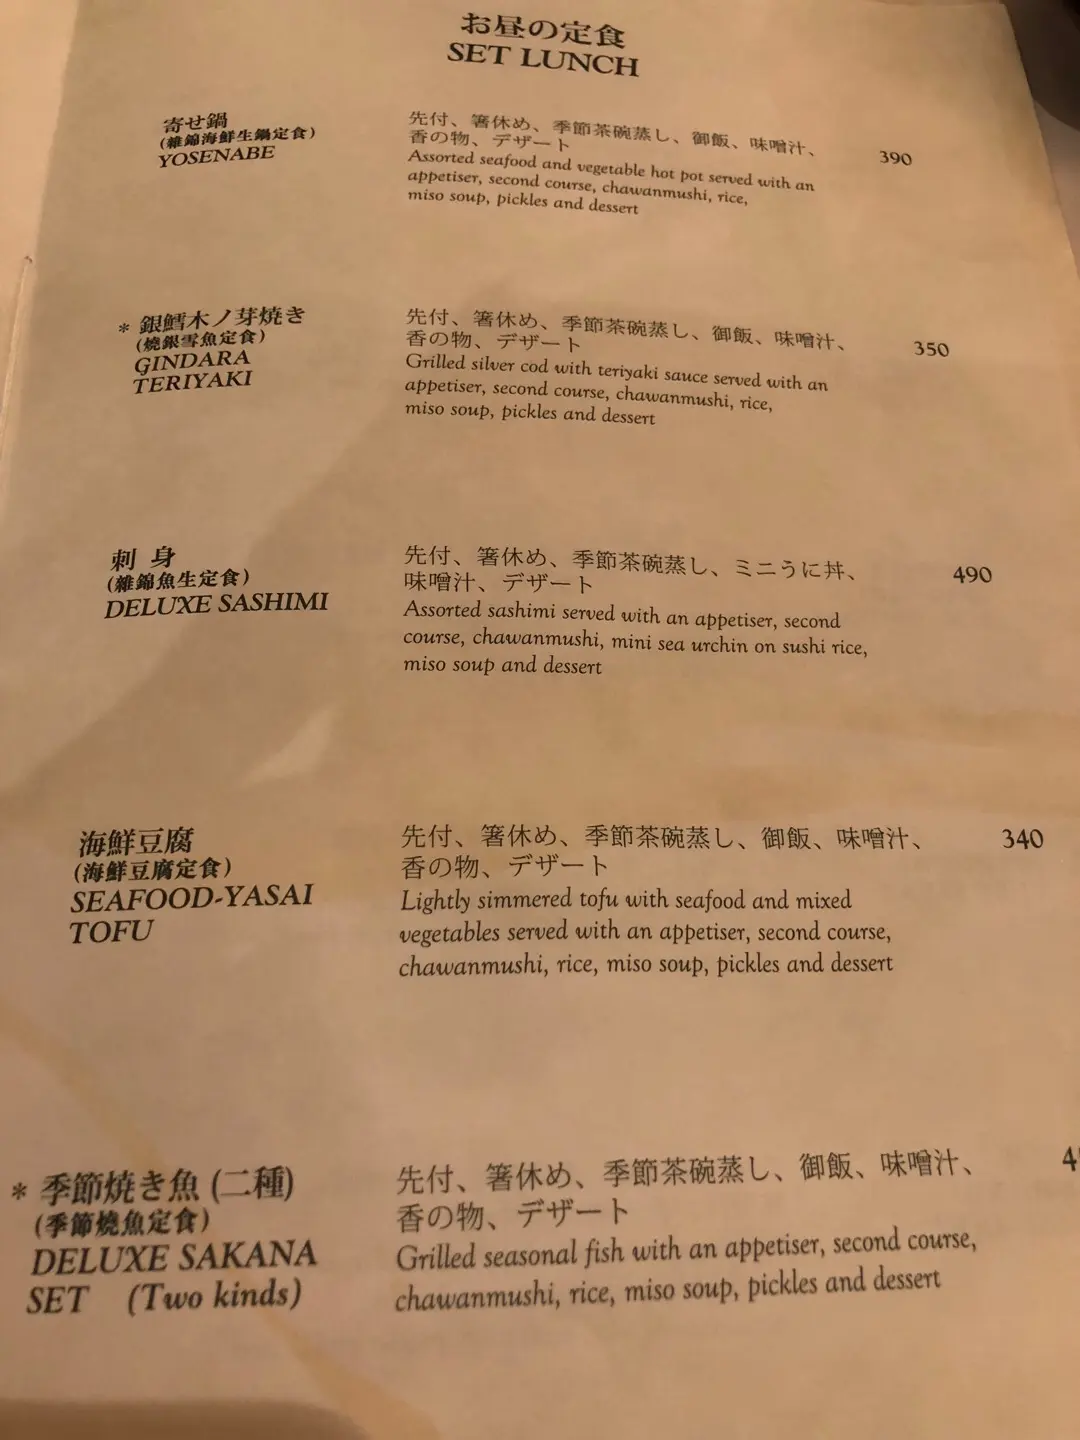 お昼の定食
SET LUNCH
寄せ鍋
(雜錦海鮮生鍋定食)
YOSENABE
先付、箸休め、季節茶碗蒸し、御飯、味噌汁、
香の物、デザート
Assorted seafood and vegetable hot pot served with an
appetiser, second course, chawanmushi, rice,
miso soup, pickles and dessert
390
* 銀鱈木ノ芽焼き
(燒銀雪魚定食)
GINDARA
TERIYAKI
先付、箸休め、季節茶碗蒸し、御飯、味噌汁、
香の物、デザート
Grilled silver cod with teriyaki sauce served with an
appetiser, second course, chawanmushi, rice,
miso soup, pickles and dessert
350
刺 身
(雜錦魚生定食)
DELUXE SASHIMI
先付、箸休め、季節茶碗蒸し、ミニうに丼、
味噌汁、デザート
Assorted sashimi served with an appetiser, second
course, chawanmushi, mini sea urchin on sushi rice,
miso soup and dessert
490
海鮮豆腐
(海鮮豆腐定食)
SEAFOOD-YASAI
TOFU
先付、箸休め、季節茶碗蒸し、御飯、味噌汁、
香の物、デザート
Lightly simmered tofu with seafood and mixed
vegetables served with an appetiser, second course,
chawanmushi, rice, miso soup, pickles and dessert
340
* 季節焼き魚 (二種)
(季節燒魚定食)
DELUXE SAKANA
SET (Two kinds)
先付、箸休め、季節茶碗蒸し、御飯、味噌汁、
香の物、デザート
Grilled seasonal fish with an appetiser, second course,
chawanmushi, rice, miso soup, pickles and dessert